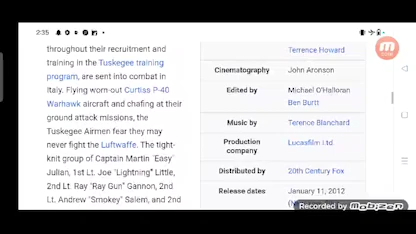 2:35
throughout their recruitment and
training in the Tuskegee training
program, are sent into combat in
Italy. Flying worn-out Curtiss P-40
Warhawk aircraft and chafing at their
ground attack missions, the
Tuskegee Airmen fear they may
never fight the Luftwaffe. The tight-
knit group of Captain Martin "Easy"
Julian, 1st Lt. Joe "Lightning" Little,
2nd Lt. Ray "Ray Gun" Gannon, 2nd
Lt. Andrew "Smokey" Salem, and 2nd
Terrence Howard
Cinematography John Aronson
Edited by Michael O'Halloran
Ben Burtt
Music by Terence Blanchard
Production Lucasfilm Ltd
company
Distributed by 20th Century Fox
Release dates January 11, 2012
Recorded by Mobizen